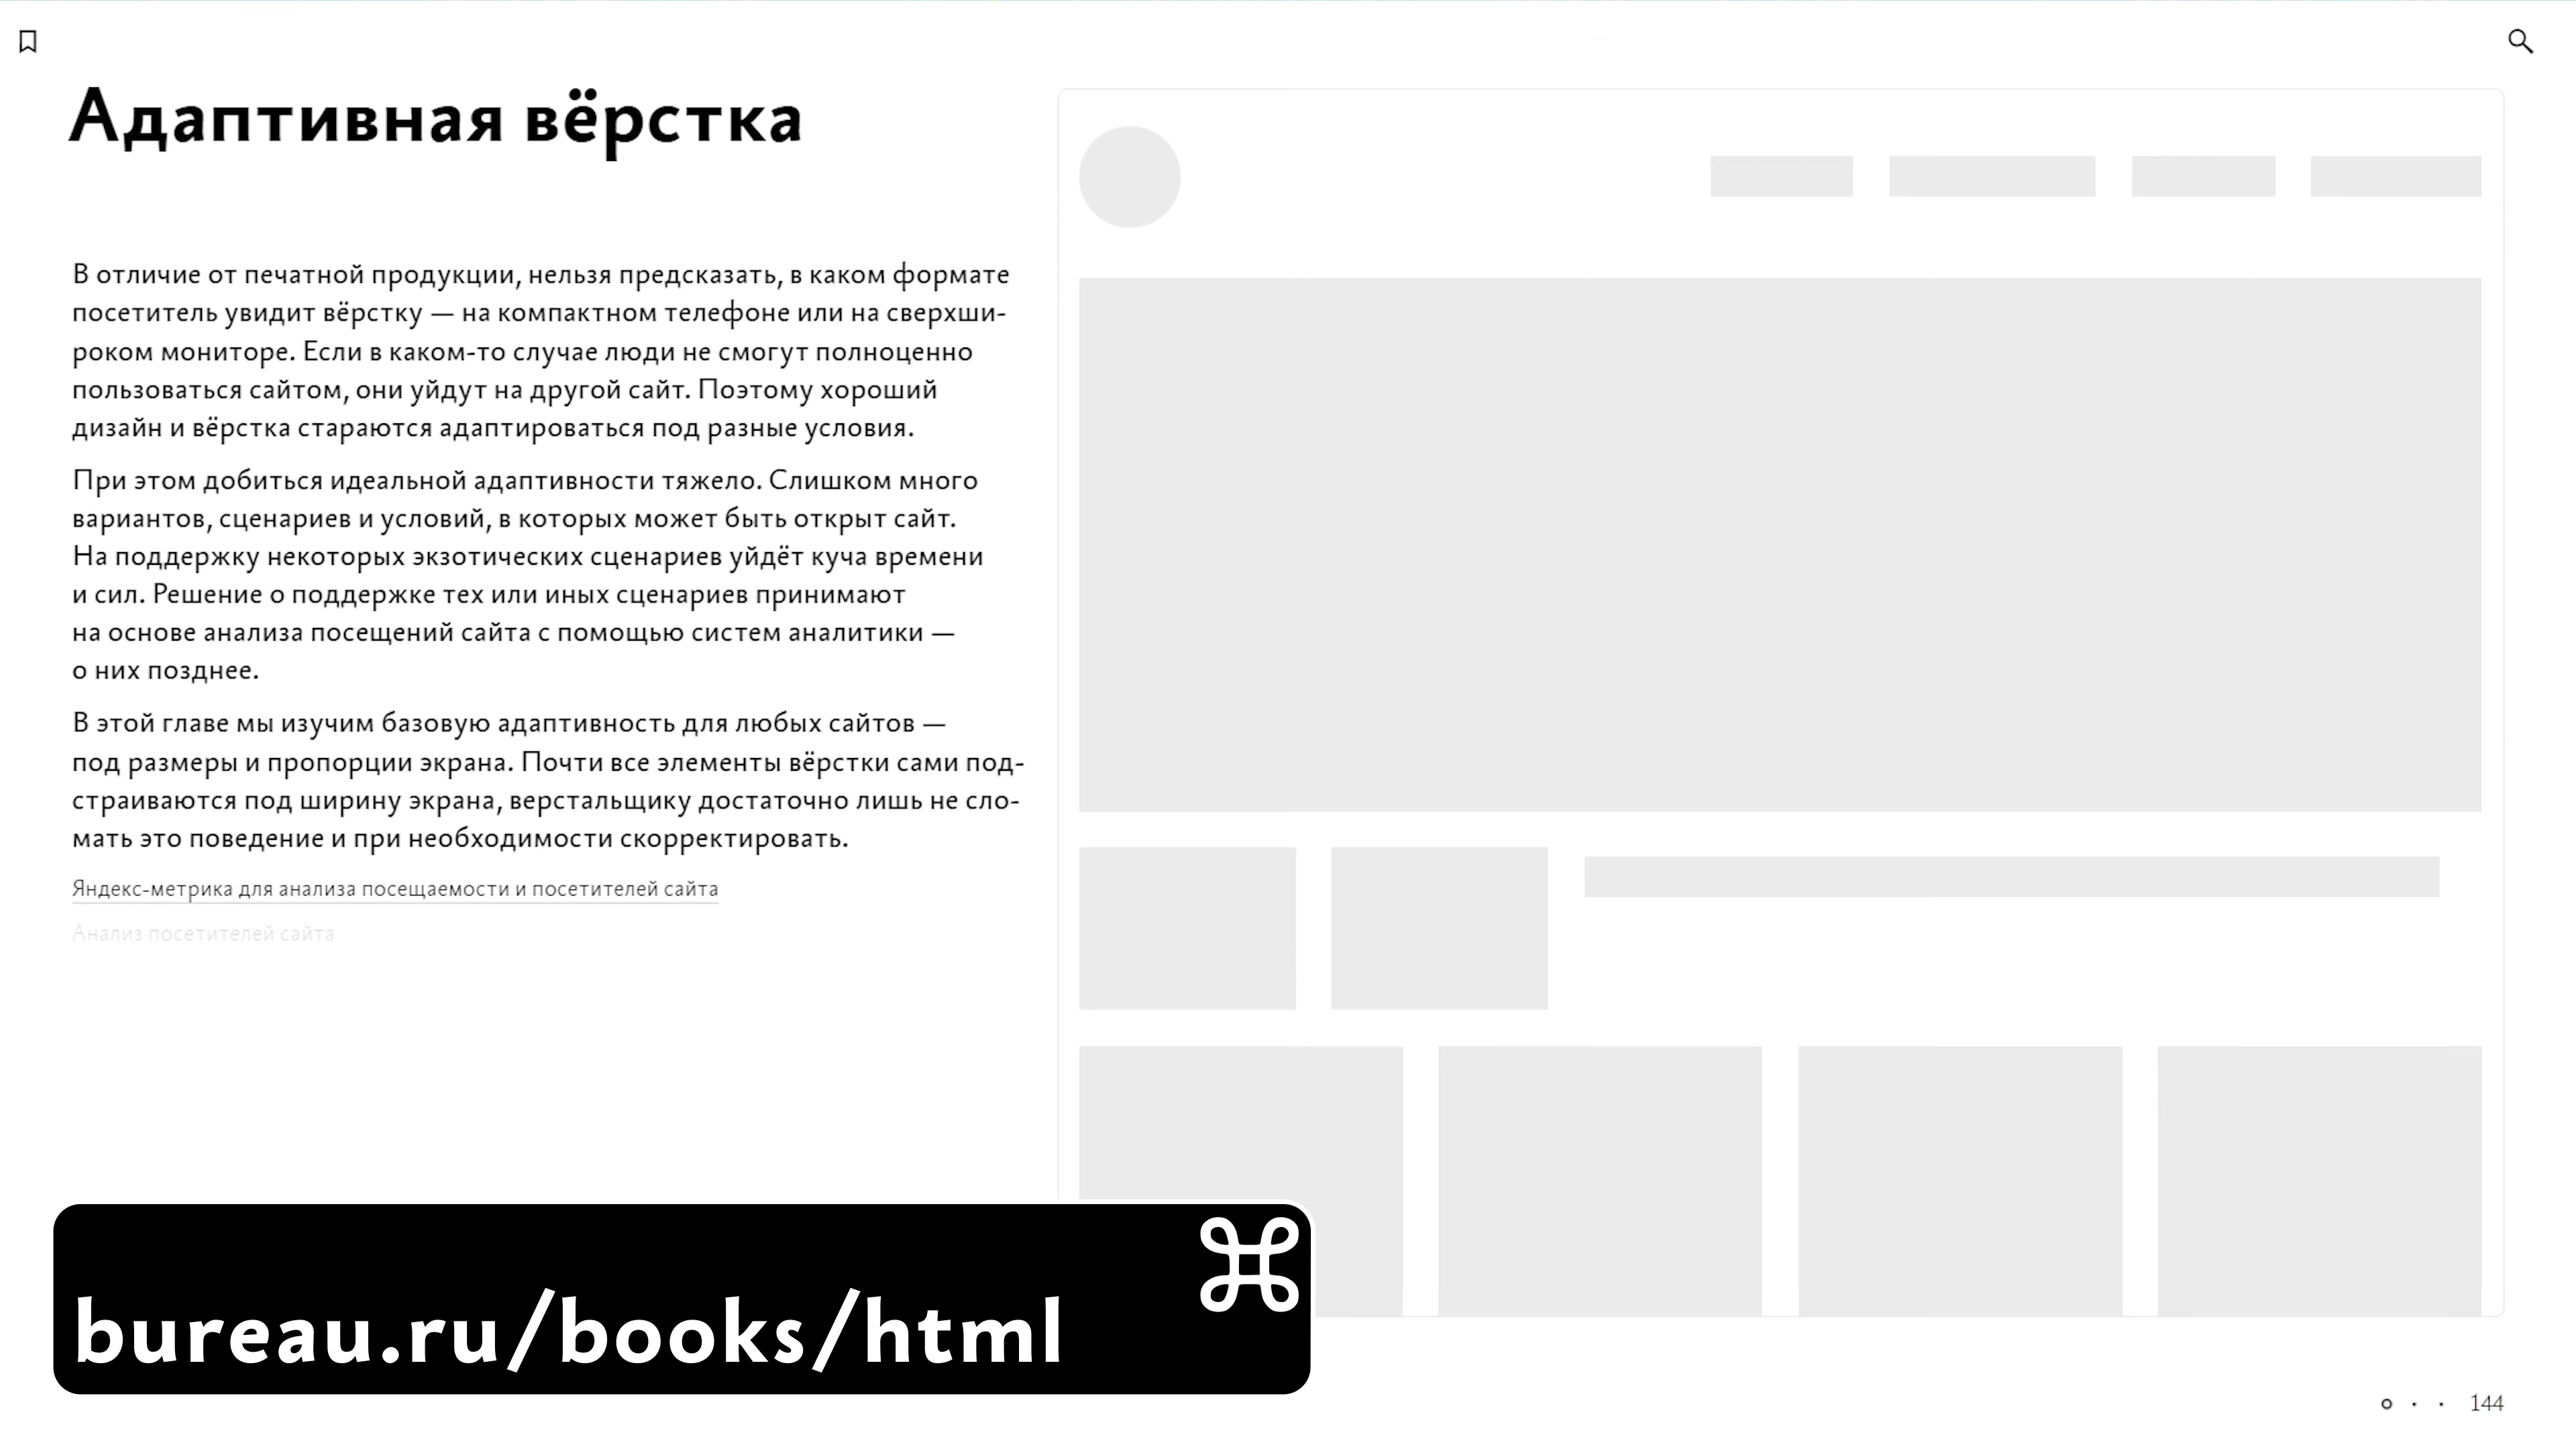 Адаптивная вёрстка
В отличие от печатной продукции, нельзя предсказать, в каком формате
посетитель увидит вёрстку — на компактном телефоне или на сверхши-
роком мониторе. Если в каком-то случае люди не смогут полноценно
пользоваться сайтом, они уйдут на другой сайт. Поэтому хороший
дизайн и вёрстка стараются адаптироваться под разные условия.
При этом добиться идеальной адаптивности тяжело. Слишком много
вариантов, сценариев и условий, в которых может быть открыт сайт.
На поддержку некоторых экзотических сценариев уйдёт куча времени
и сил. Решение о поддержке тех или иных сценариев принимают
на основе анализа посещений сайта с помощью систем аналитики —
о них позднее.
В этой главе мы изучим базовую адаптивность для любых сайтов —
под размеры и пропорции экрана. Почти все элементы вёрстки сами под-
страиваются под ширину экрана, верстальщику достаточно лишь не сло-
мать это поведение и при необходимости скорректировать.
Яндекс-метрика для анализа посещаемости и посетителей сайта
Анализ посетителей сайта
⌘
bureau.ru/books/html
144